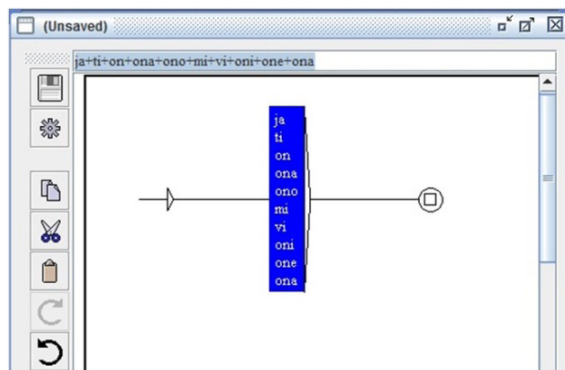 (Unsaved)
ja+ti+on+ona+ono+mi+vi+oni+one+ona
ja
ti
on
ona
ono
mi
vi
oni
one
ona